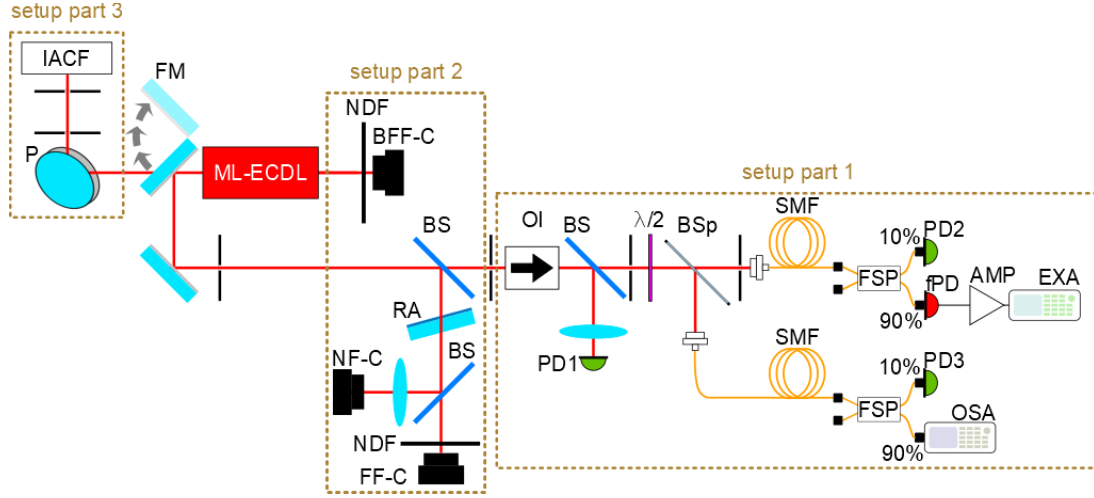 setup part 3
IACF
FM
P
ML-ECDL
setup part 2
NDF
BFF-C
BS
RA
NF-C
BS
NDF
FF-C
setup part 1
OI
BS
λ/2
BSp
SMF
10%
PD2
FSP
fPD
AMP
EXA
90%
PD1
SMF
10%
PD3
FSP
OSA
90%